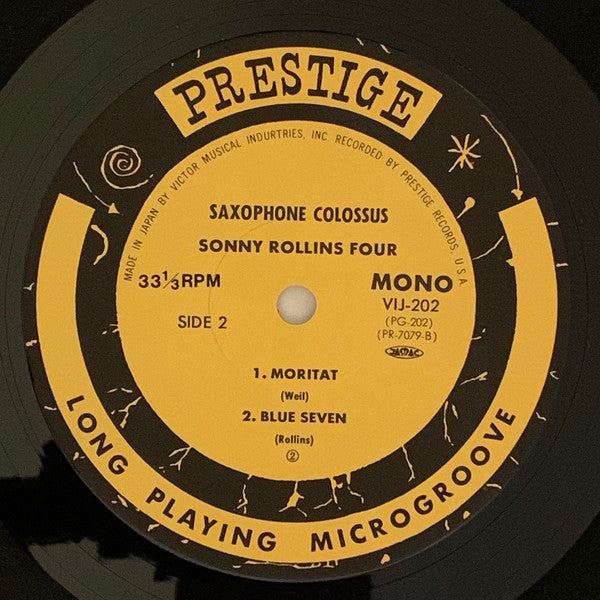 PRESTIGE
MADE IN JAPAN BY VICTOR MUSICAL INDURTRIES, INC. RECORDED BY PRESTIGE RECORDS, U.S.A
SAXOPHONE COLOSSUS
SONNY ROLLINS FOUR
33⅓RPM
MONO
VIJ-202
SIDE 2
(PG-202)
(PR-7079-B)
JASRAC
1. MORITAT
(Weil)
2. BLUE SEVEN
(Rollins)
②
LONG PLAYING MICROGROOVE